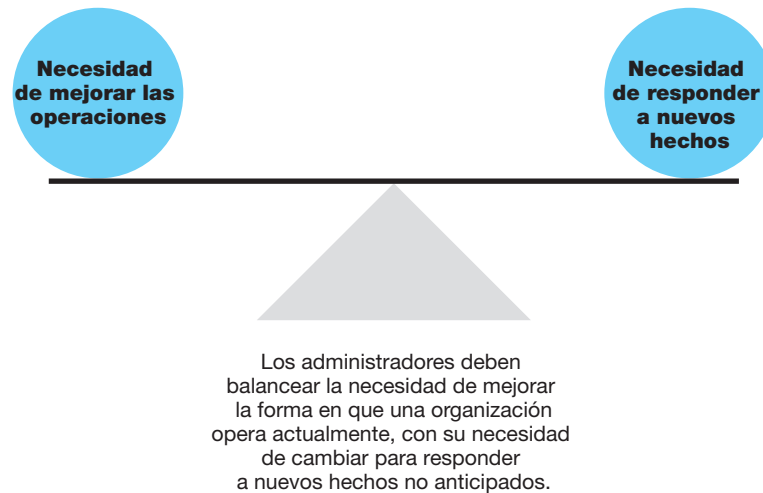 Necesidad
de mejorar las
operaciones
Necesidad
de responder
a nuevos
hechos
Los administradores deben
balancear la necesidad de mejorar
la forma en que una organización
opera actualmente, con su necesidad
de cambiar para responder
a nuevos hechos no anticipados.